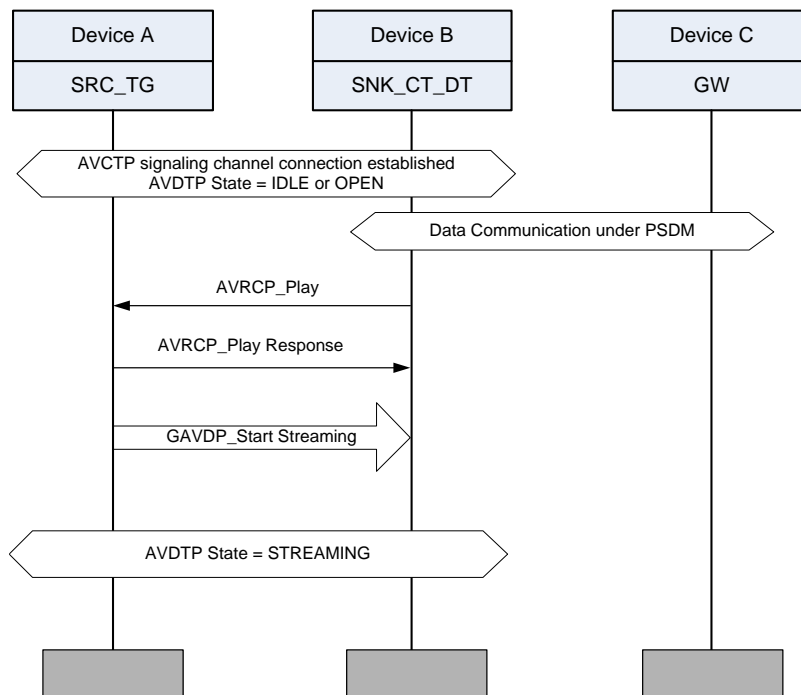 Device A
Device B
Device C
SRC_TG
SNK_CT_DT
GW
AVCTP signaling channel connection established
AVDTP State = IDLE or OPEN
Data Communication under PSDM
AVRCP_Play
AVRCP_Play Response
GAVDP_Start Streaming
AVDTP State = STREAMING